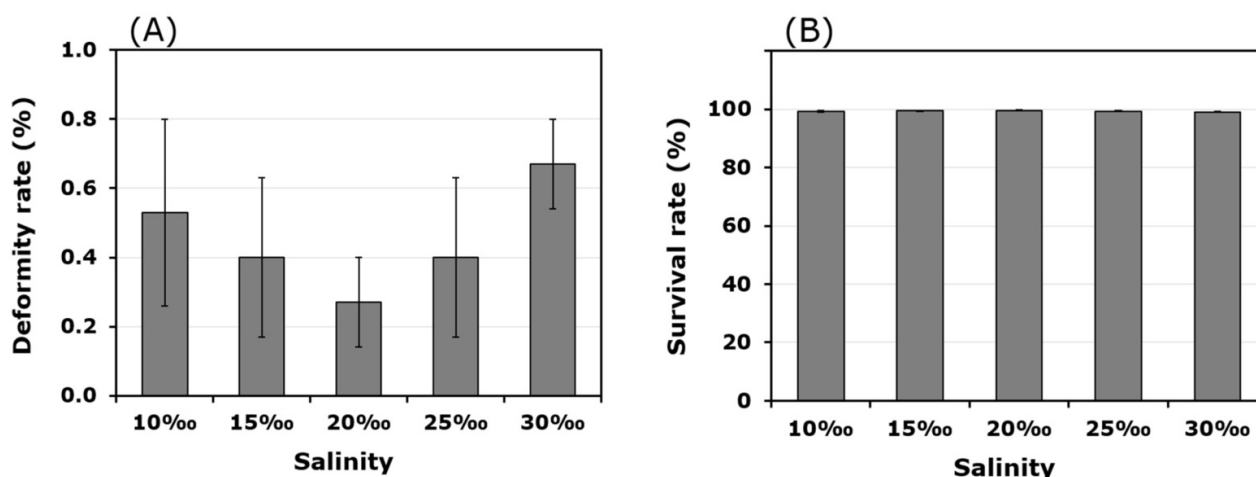 (A)
Deformity rate (%)
1.0
0.8
0.6
0.4
0.2
0.0
10‰ 15‰ 20‰ 25‰ 30‰
Salinity
(B)
Survival rate (%)
100
80
60
40
20
0
10‰ 15‰ 20‰ 25‰ 30‰
Salinity